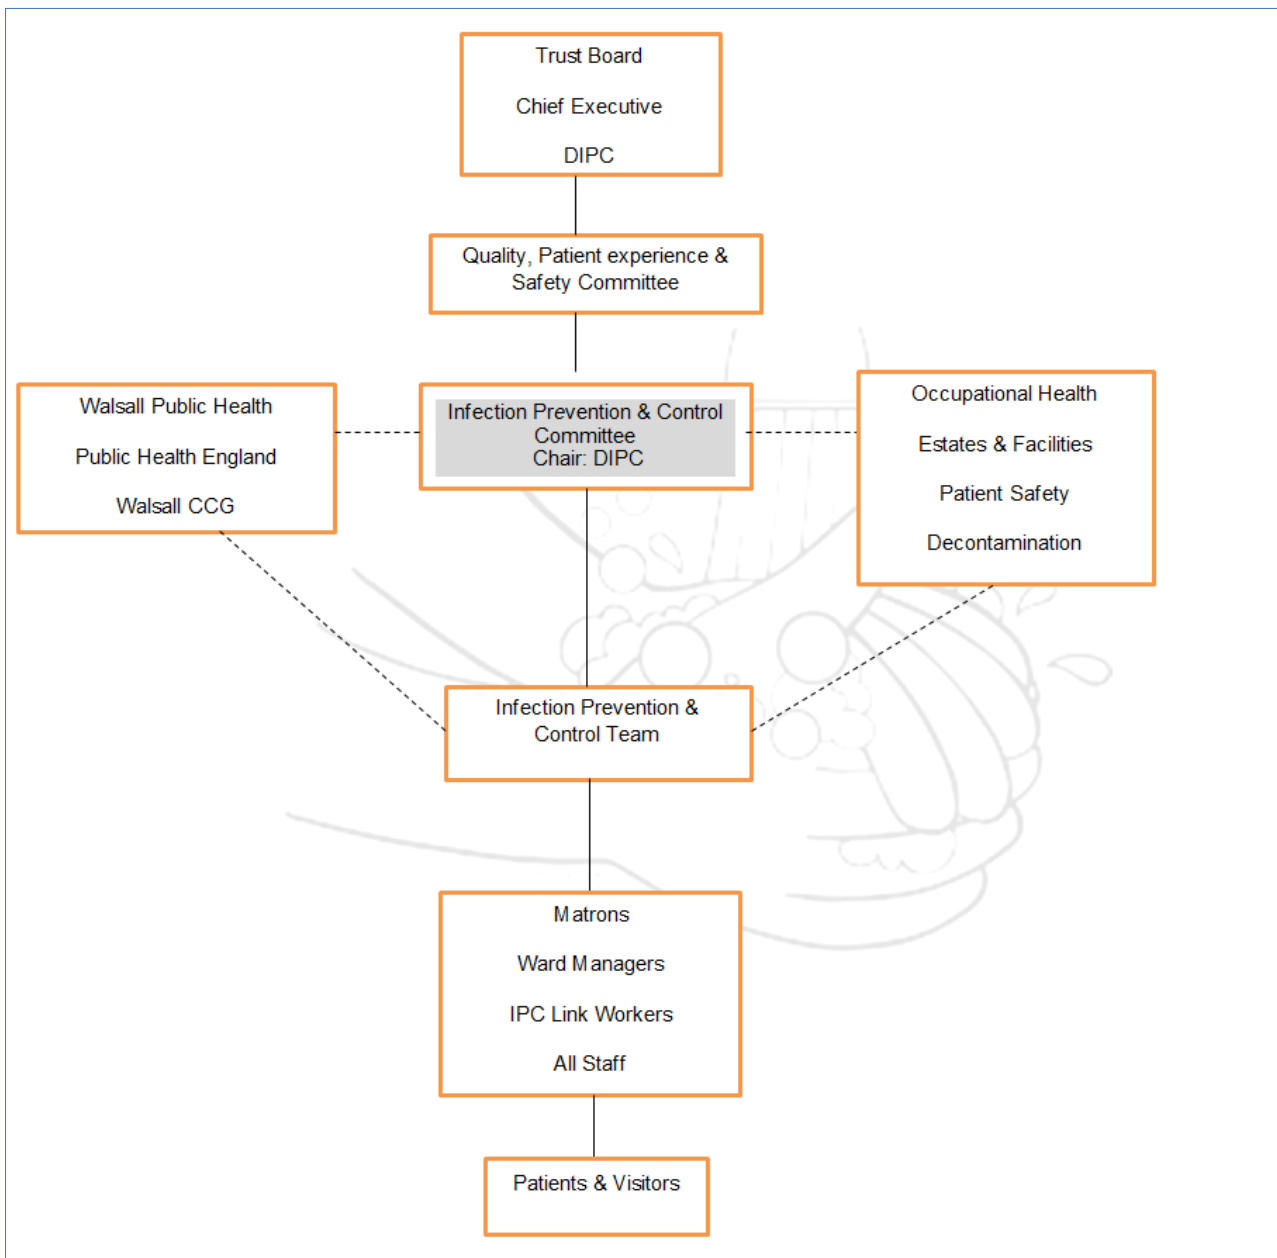 Trust Board
Chief Executive
DIPC
Quality, Patient experience &
Safety Committee
Walsall Public Health
Public Health England
Walsall CCG
Infection Prevention & Control
Committee
Chair: DIPC
Occupational Health
Estates & Facilities
Patient Safety
Decontamination
Infection Prevention &
Control Team
Matrons
Ward Managers
IPC Link Workers
All Staff
Patients & Visitors